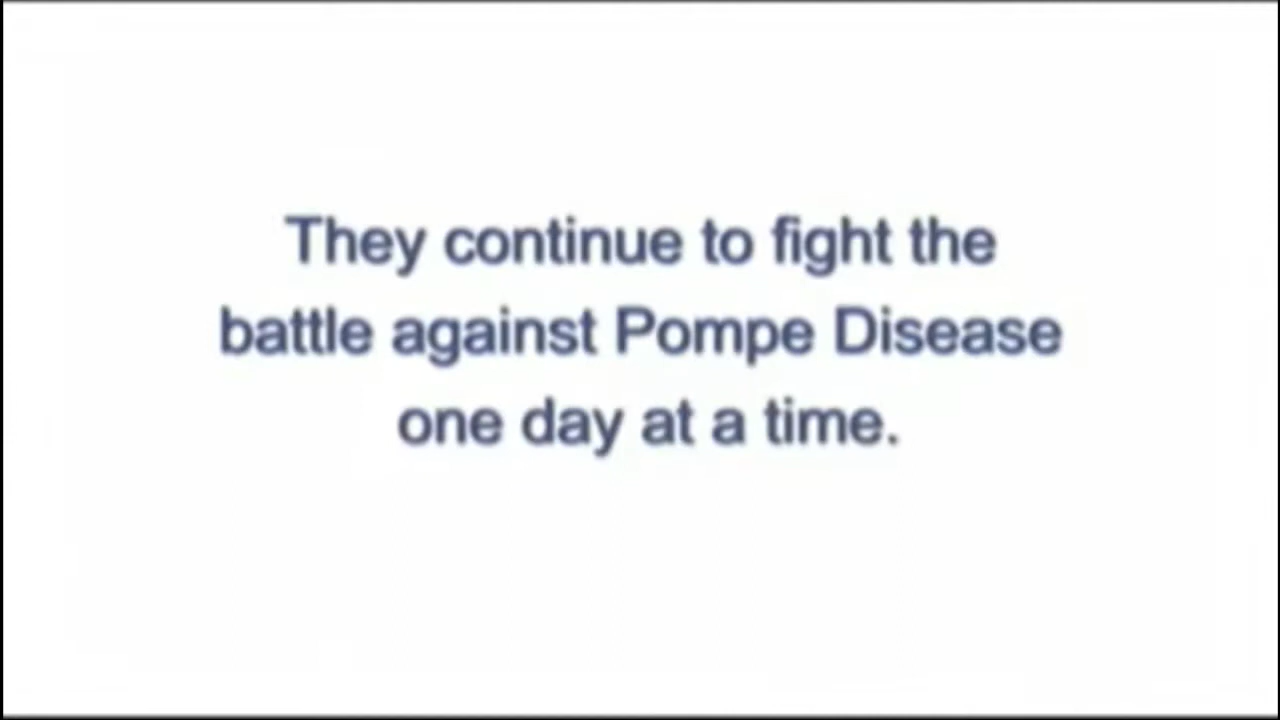 They continue to fight the
battle against Pompe Disease
one day at a time.